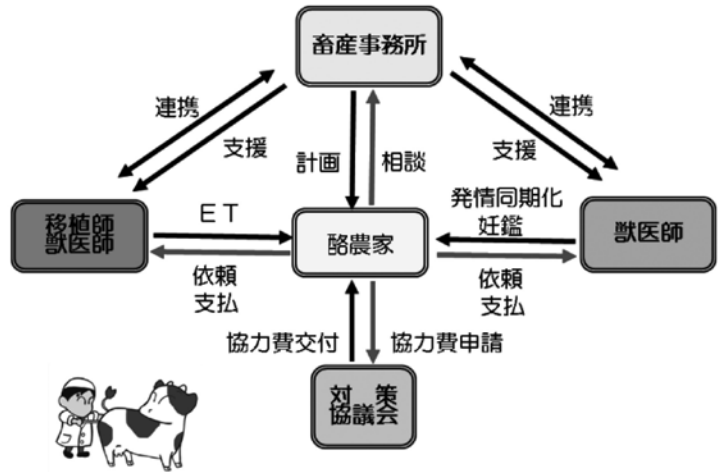 畜産事務所
連携
支援
計画
相談
連携
支援
移植師
獣医師
ＥＴ
依頼
支払
酪農家
発情同期化
妊鑑
依頼
支払
獣医師
協力費交付
協力費申請
対　策
協議会